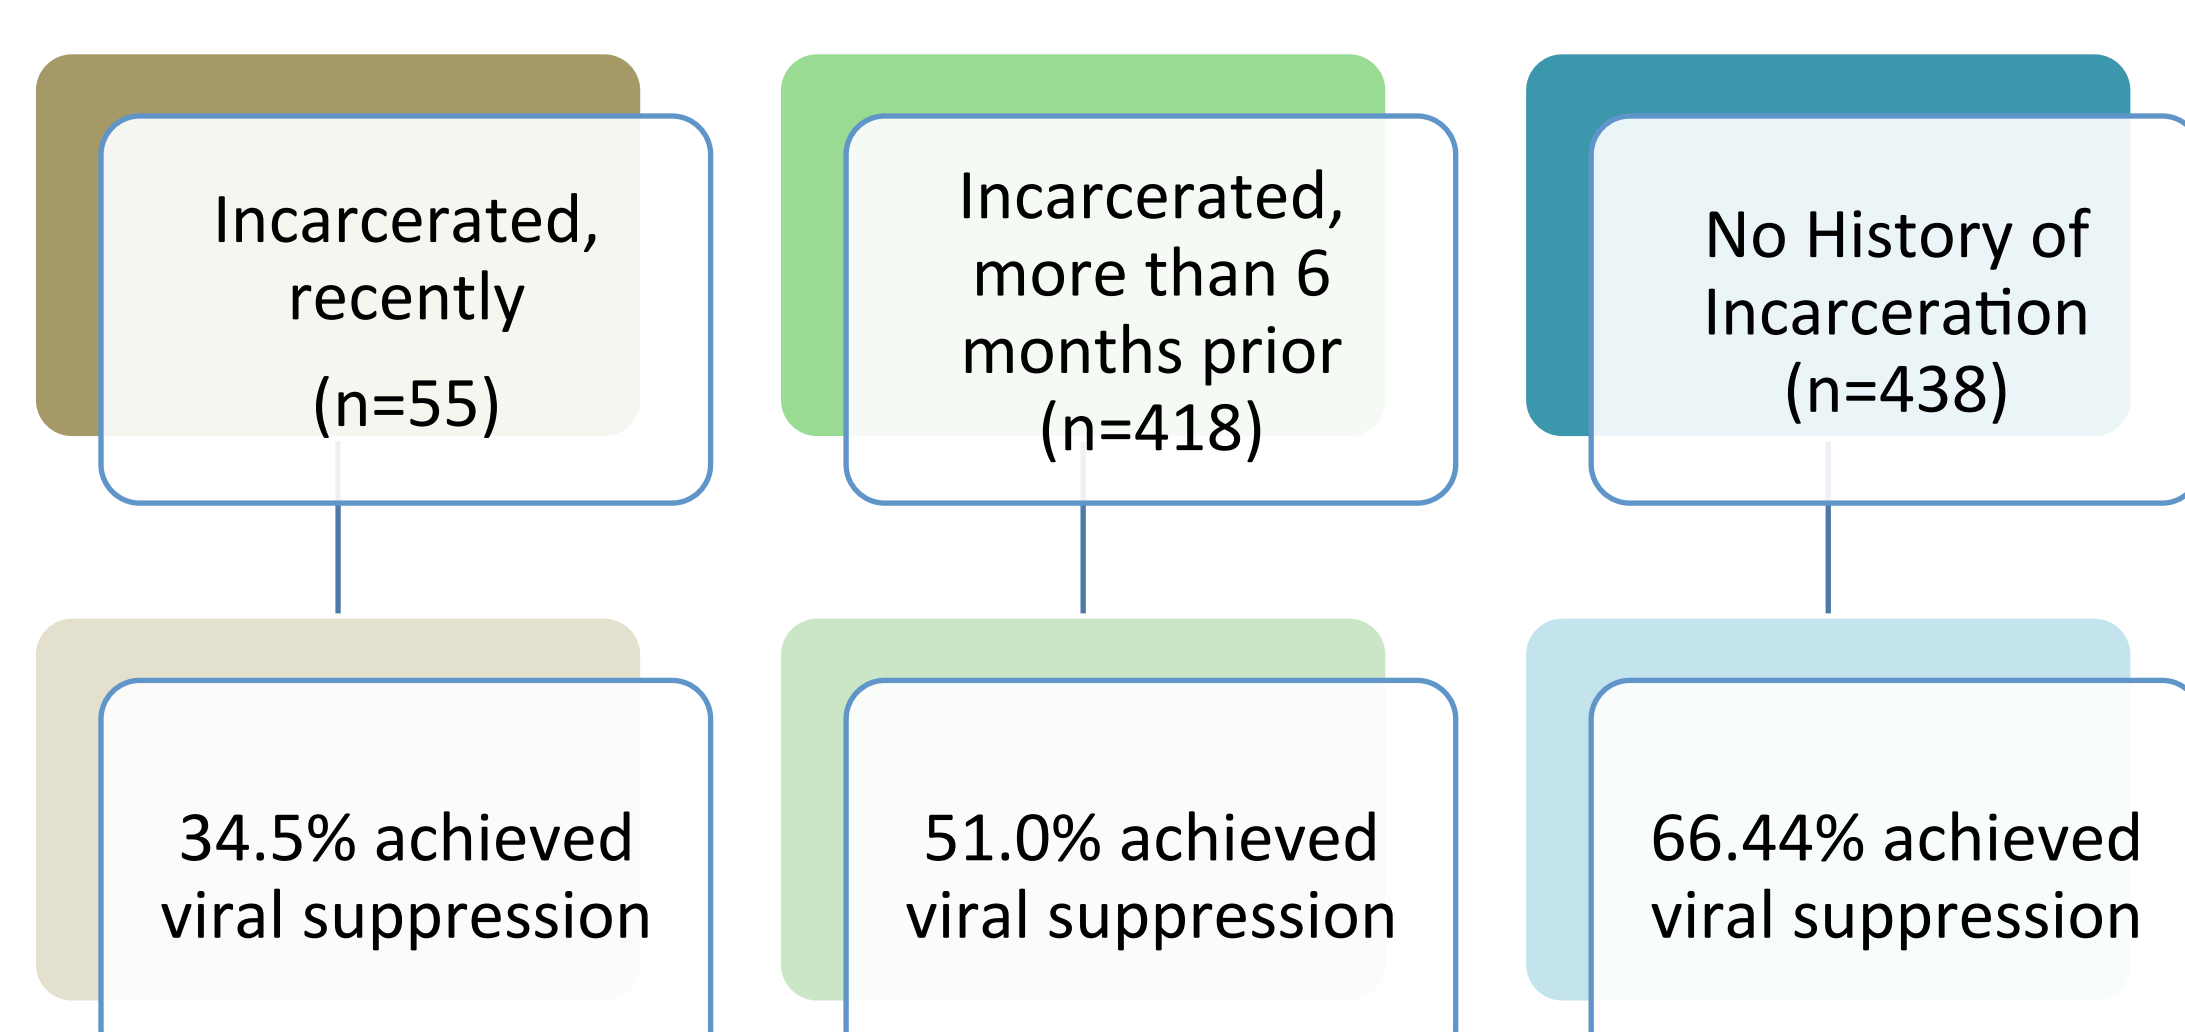 Incarcerated,
recently
(n=55)
Incarcerated,
more than 6
months prior
(n=418)
No History of
Incarceration
(n=438)
34.5% achieved
viral suppression
51.0% achieved
viral suppression
66.44% achieved
viral suppression